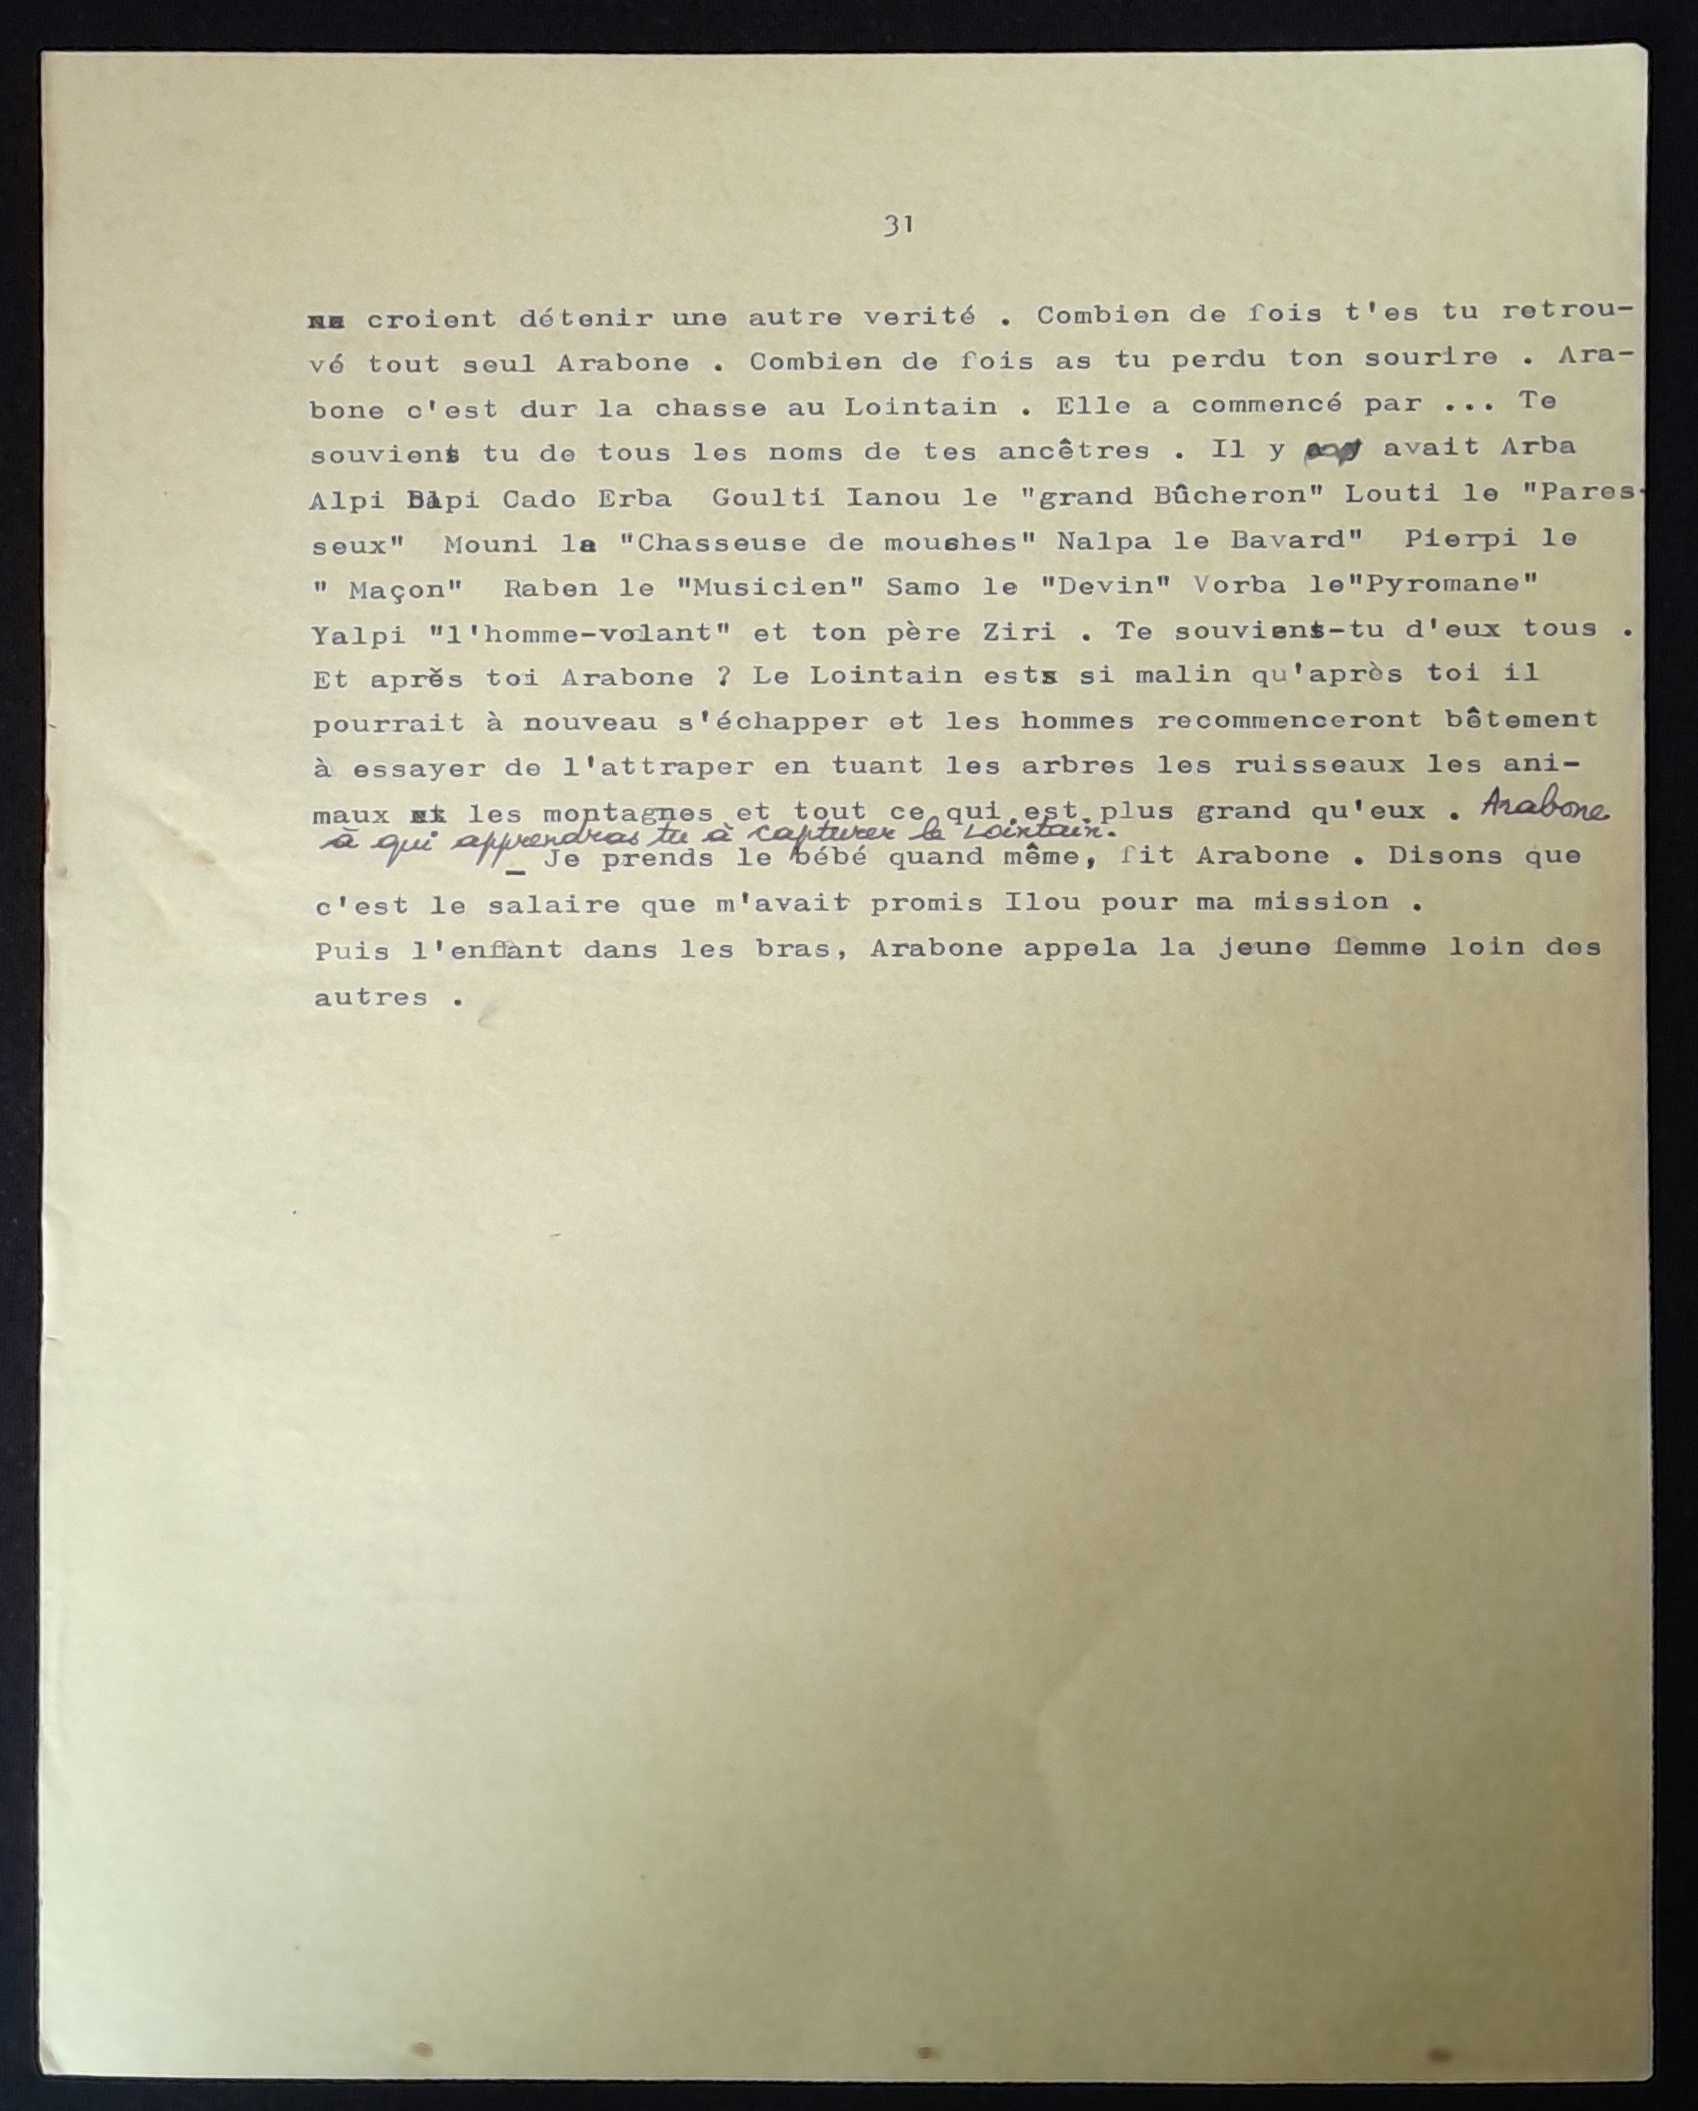 31
croient détenir une autre verité . Combien de fois t'es tu retrou-
vé tout seul Arabone . Combien de fois as tu perdu ton sourire . Ara-
bone c'est dur la chasse au Lointain . Elle a commencé par ... Te
souviens tu de tous les noms de tes ancêtres . Il y avait Arba
Alpi Blpi Cado Erba Goulti Ianou le "grand Bûcheron" Louti le "Pares-
seux" Mouni la "Chasseuse de mouches" Nalpa le Bavard" Pierpi le
" Maçon" Raben le "Musicien" Samo le "Devin" Vorba le"Pyromane"
Yalpi "l'homme-volant" et ton père Ziri . Te souviens-tu d'eux tous .
Et après toi Arabone ? Le Lointain est si malin qu'après toi il
pourrait à nouveau s'échapper et les hommes recommenceront bêtement
à essayer de l'attraper en tuant les arbres les ruisseaux les ani-
maux les montagnes et tout ce qui est plus grand qu'eux . Arabone
à qui apprendras tu à capturer le Lointain.
_ Je prends le bébé quand même, fit Arabone . Disons que
c'est le salaire que m'avait promis Ilou pour ma mission .
Puis l'enfant dans les bras, Arabone appela la jeune femme loin des
autres .